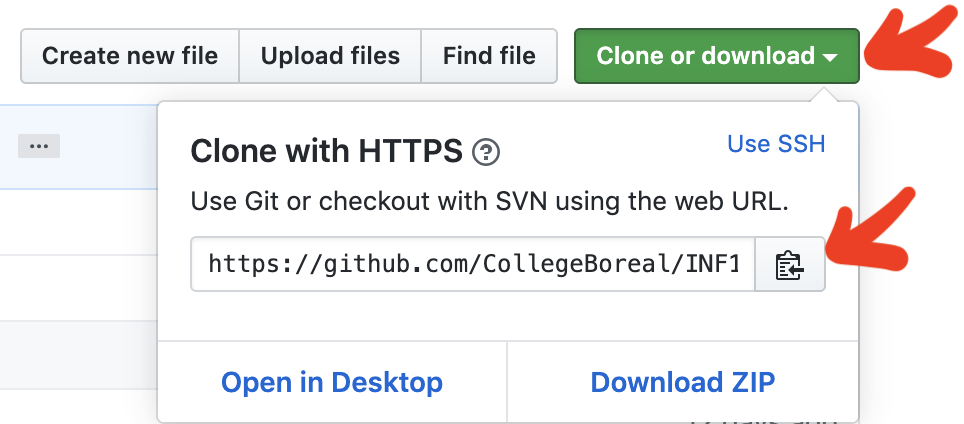 Create new file Upload files Find file Clone or download
...
Clone with HTTPS ?
Use SSH
Use Git or checkout with SVN using the web URL.
https://github.com/CollegeBoreal/INF1
Open in Desktop Download ZIP